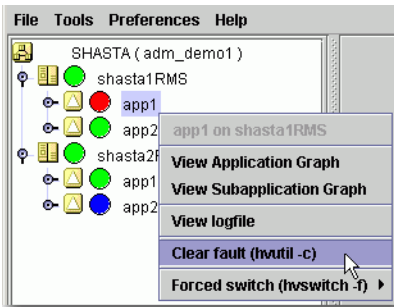 File Tools Preferences Help
SHASTA ( adm_demo1 )
shasta1RMS
app1
app2
app1 on shasta1RMS
View Application Graph
shasta2
app1
View Subapplication Graph
app2
View logfile
Clear fault (hvutil -c)
Forced switch (hvswitch -f)